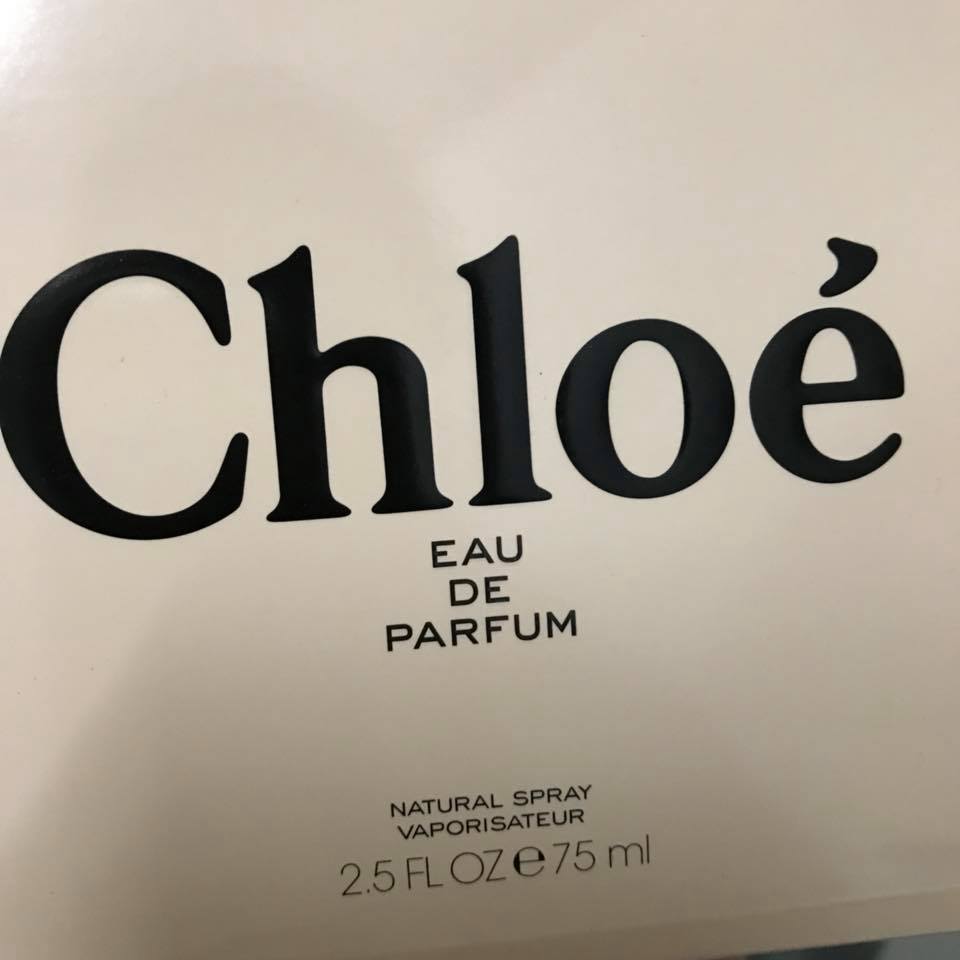 Chloé
EAU
DE
PARFUM
NATURAL SPRAY
VAPORISATEUR
2.5 FL OZ ℮ 75 ml